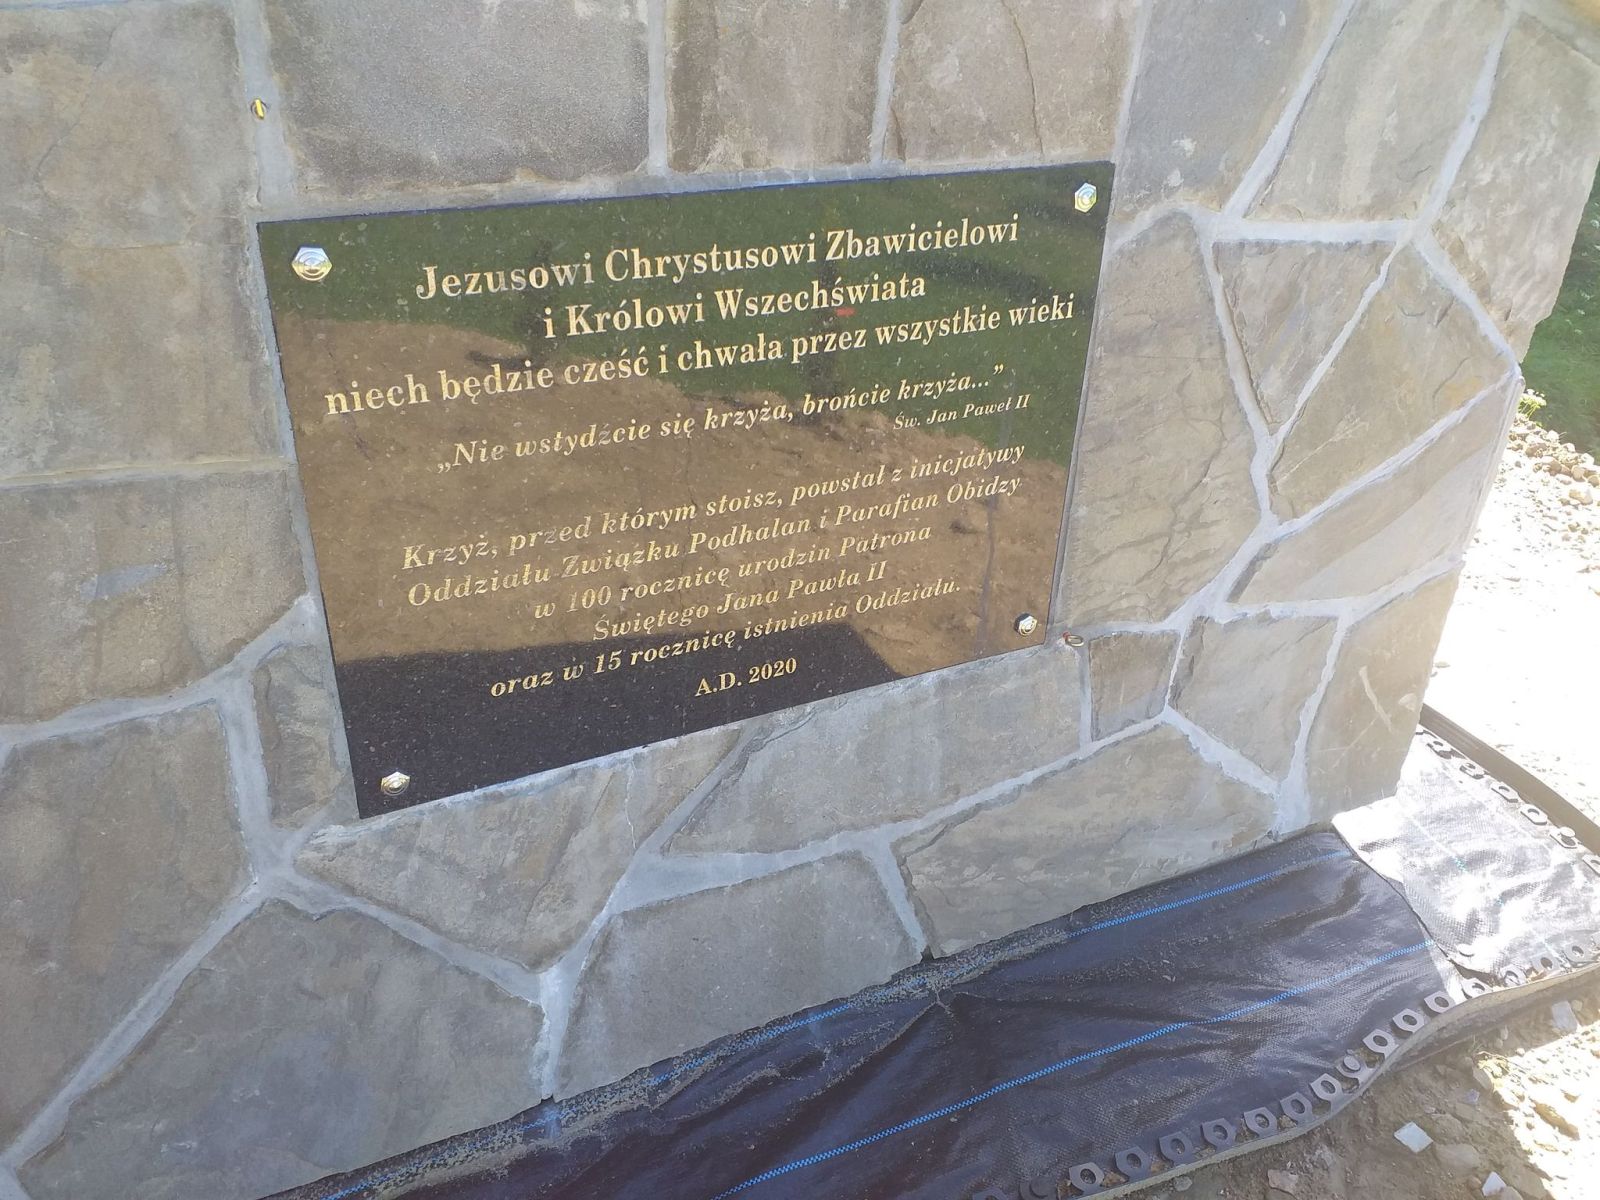 Jezusowi Chrystusowi Zbawicielowi
i Królowi Wszechświata
niech będzie cześć i chwała przez wszystkie wieki
„Nie wstydźcie się krzyża, brońcie krzyża..."
Św. Jan Paweł II
Krzyż, przed którym stoisz, powstał z inicjatywy
Oddziału Związku Podhalan i Parafian Obidzy
w 100 rocznicę urodzin Patrona
Świętego Jana Pawła II
oraz w 15 rocznicę istnienia Oddziału.
A.D. 2020